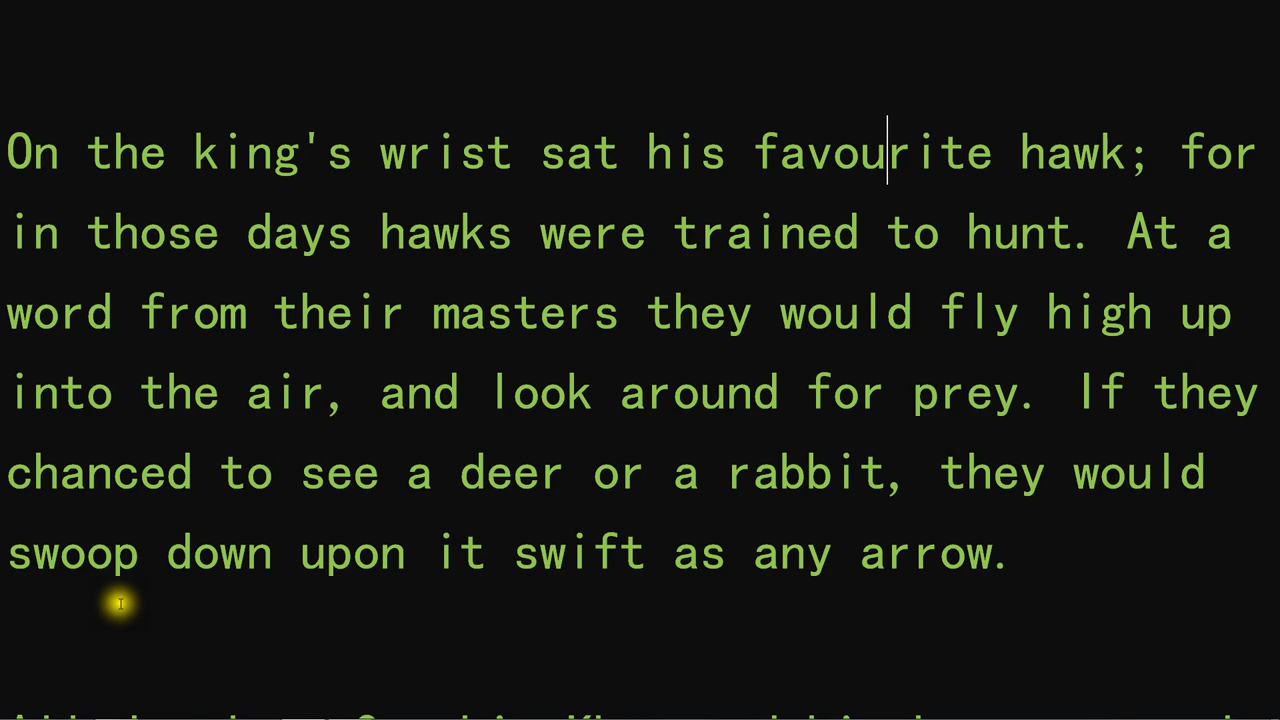 On the king's wrist sat his favourite hawk; for
in those days hawks were trained to hunt. At a
word from their masters they would fly high up
into the air, and look around for prey. If they
chanced to see a deer or a rabbit, they would
swoop down upon it swift as any arrow.